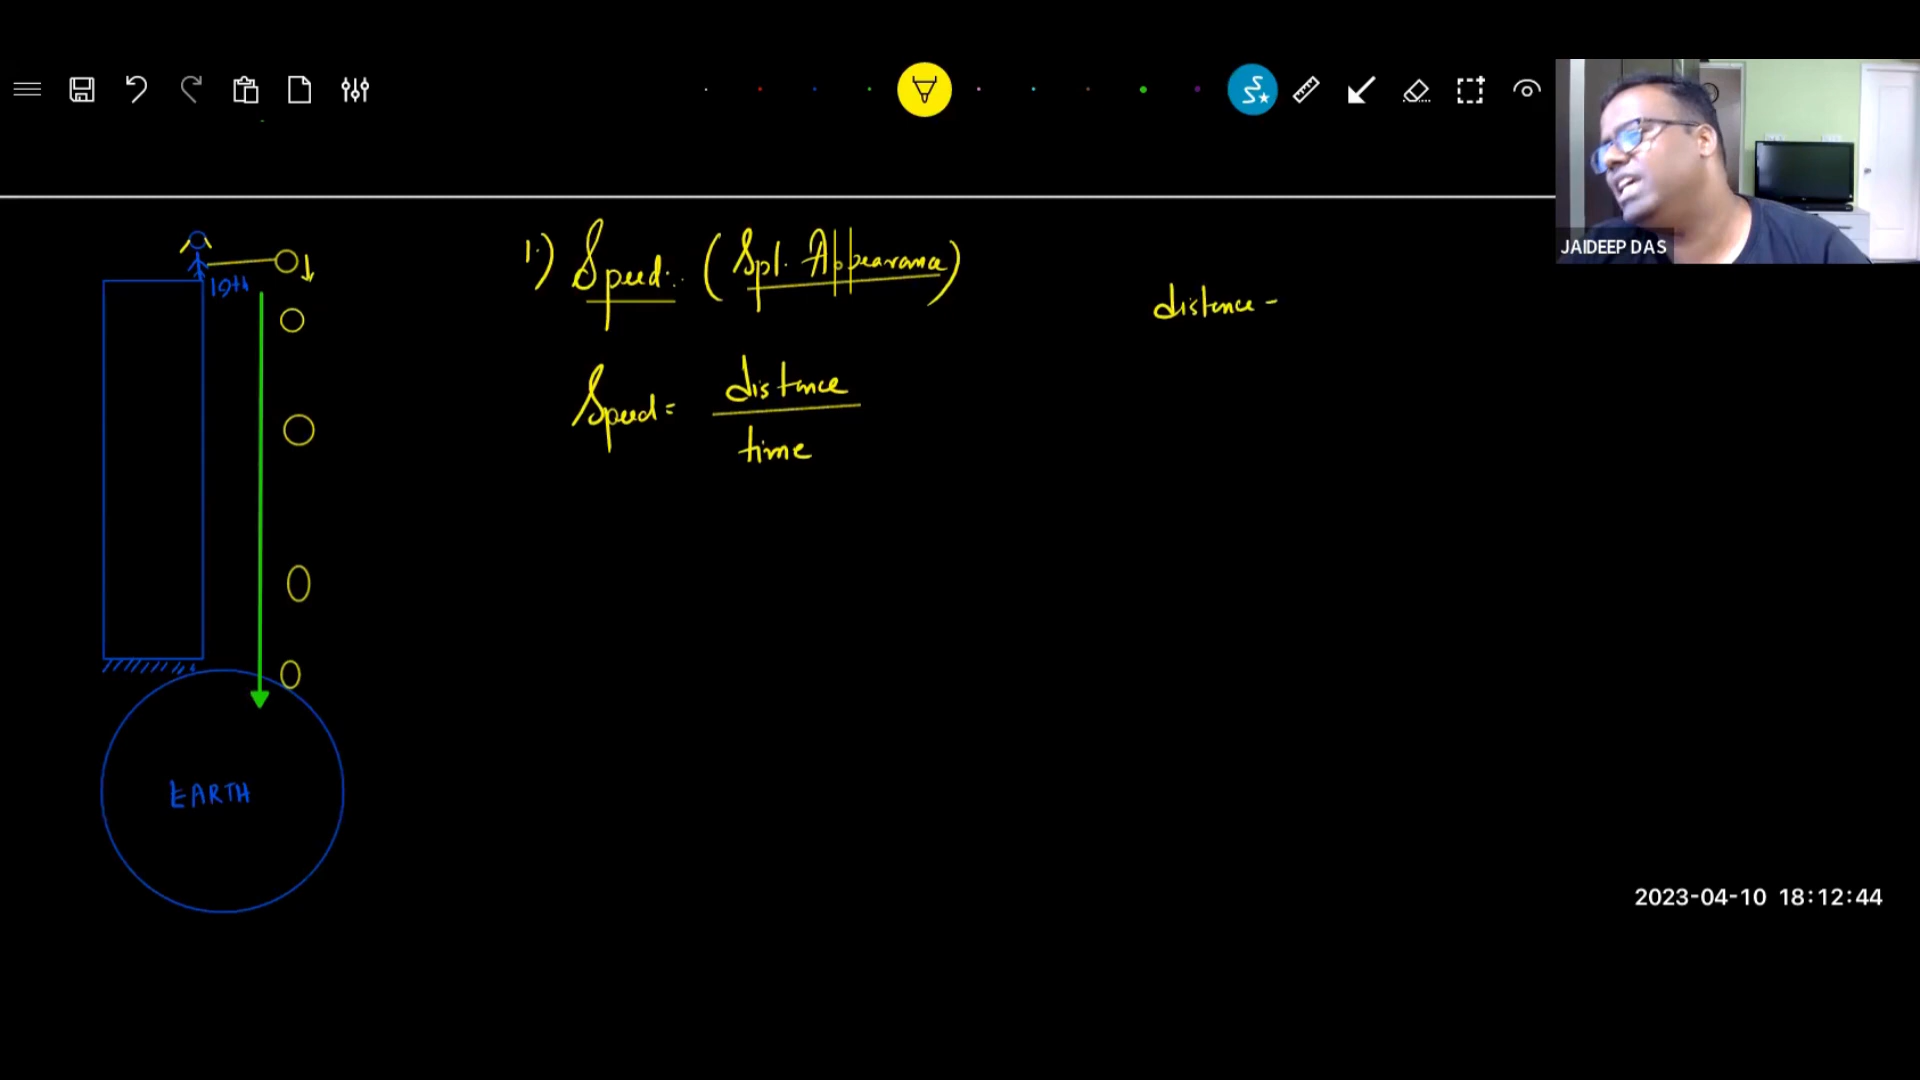 JAIDEEP DAS
1.) Speed:. (Spl. Appearance)
19th
distance -
Speed = distance
time
EARTH
2023-04-10 18:12:44